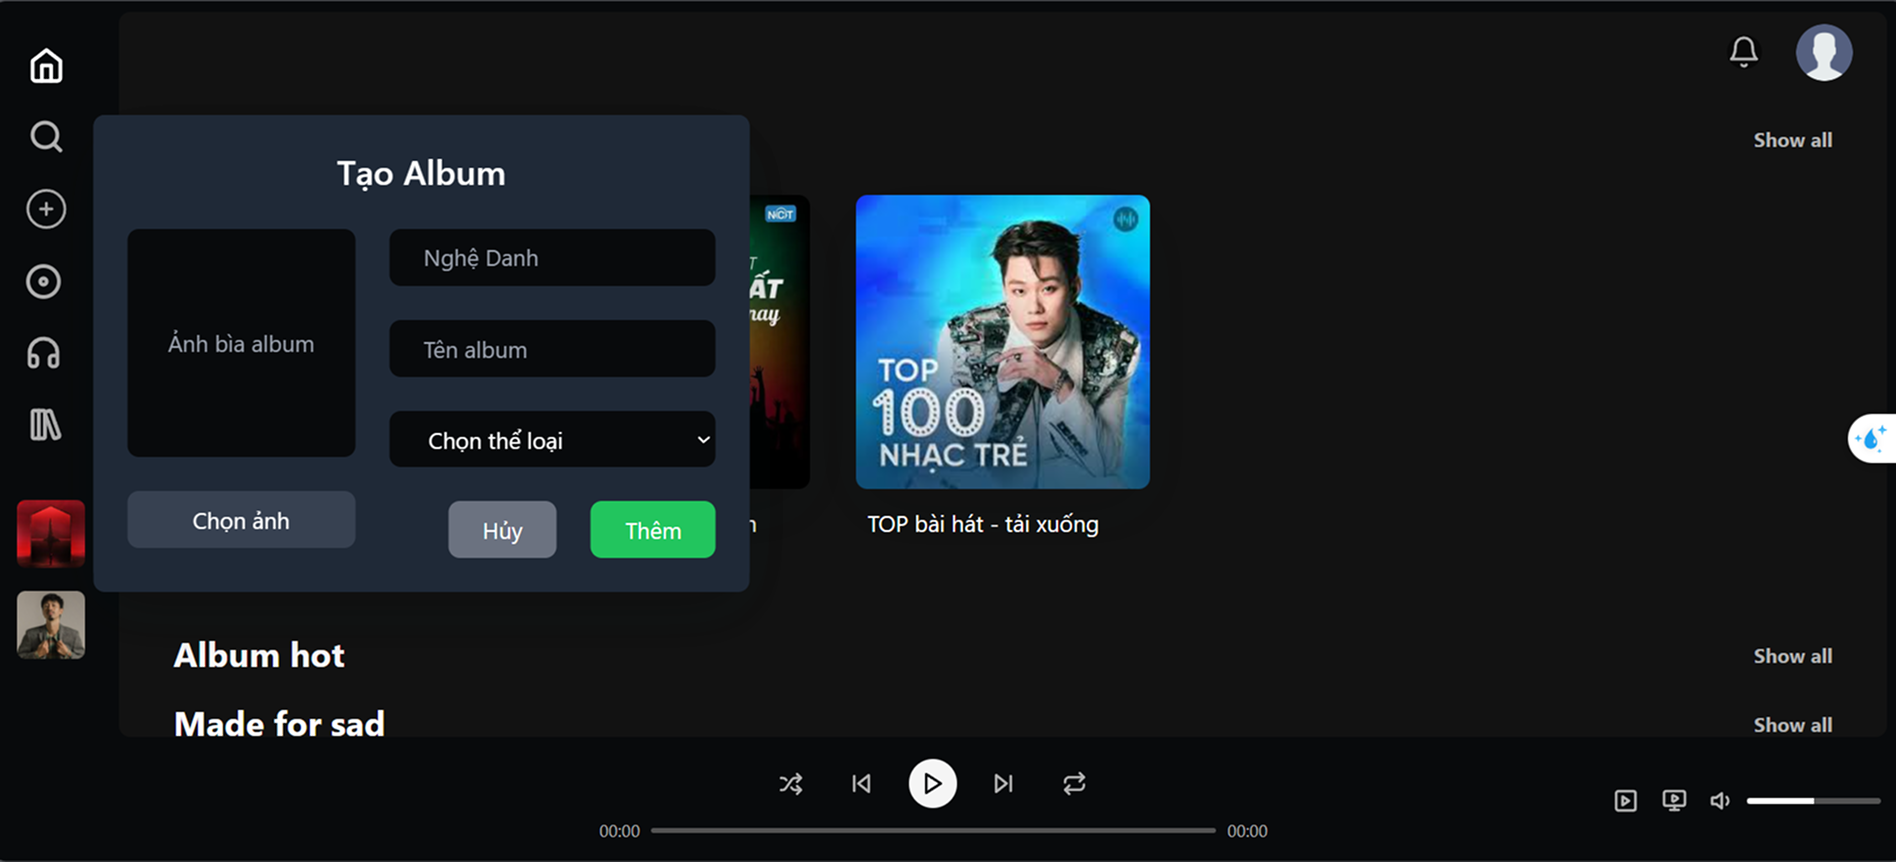 Show all
Tạo Album
Ảnh bìa album
Nghệ Danh
Tên album
Chọn thể loại
Chọn ảnh
Hủy
Thêm
NCT
ẤT
nay
TOP
100
NHẠC TRẺ
TOP bài hát - tải xuống
Album hot
Show all
Made for sad
Show all
00:00
00:00